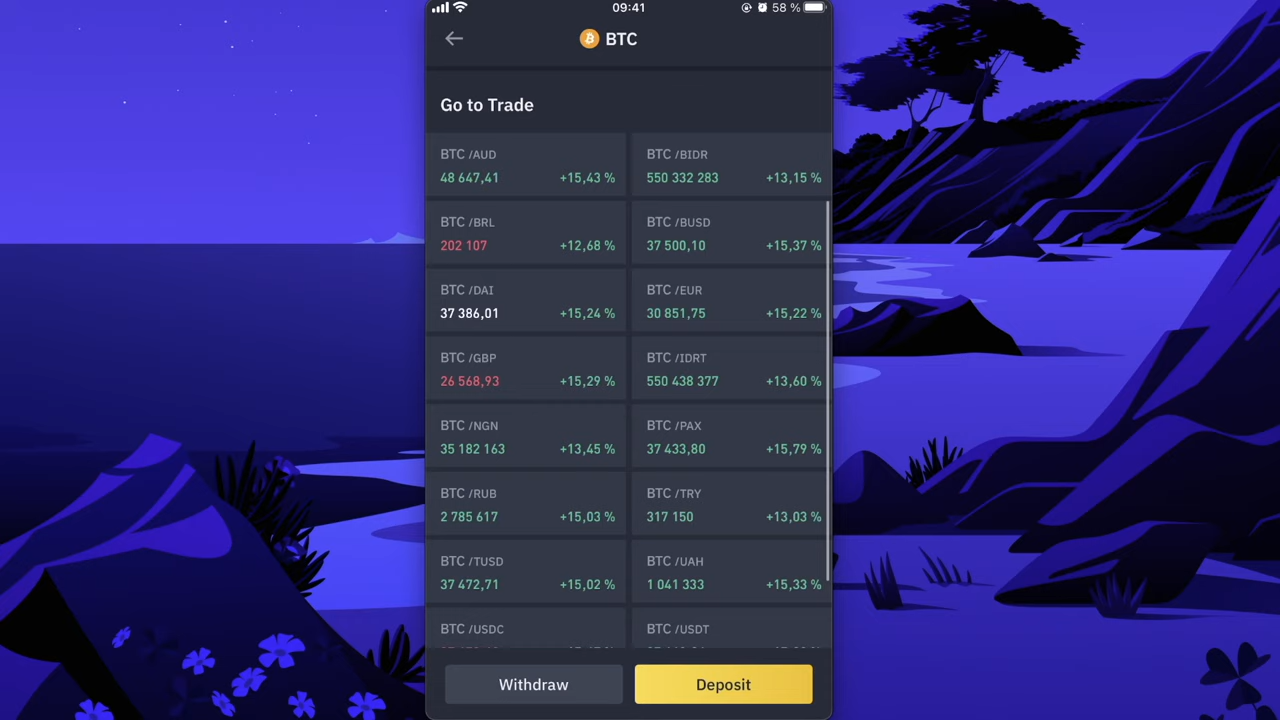 09:41
58 %
BTC
Go to Trade
BTC /AUD
48 647,41 +15,43 %
BTC /BIDR
550 332 283 +13,15 %
BTC /BRL
202 107 +12,68 %
BTC /BUSD
37 500,10 +15,37 %
BTC /DAI
37 386,01 +15,24 %
BTC /EUR
30 851,75 +15,22 %
BTC /GBP
26 568,93 +15,29 %
BTC /IDRT
550 438 377 +13,60 %
BTC /NGN
35 182 163 +13,45 %
BTC /PAX
37 433,80 +15,79 %
BTC /RUB
2 785 617 +15,03 %
BTC /TRY
317 150 +13,03 %
BTC /TUSD
37 472,71 +15,02 %
BTC /UAH
1 041 333 +15,33 %
BTC /USDC
BTC /USDT
Withdraw
Deposit